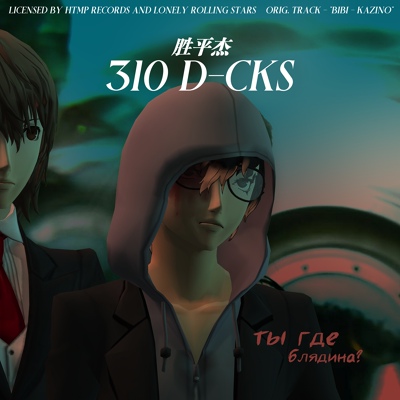 LICENSED BY HTMP RECORDS AND LONELY ROLLING STARS ORIG. TRACK - "BIBI - KAZINO"
胜平杰
310 D-CKS
ты где
блядина?